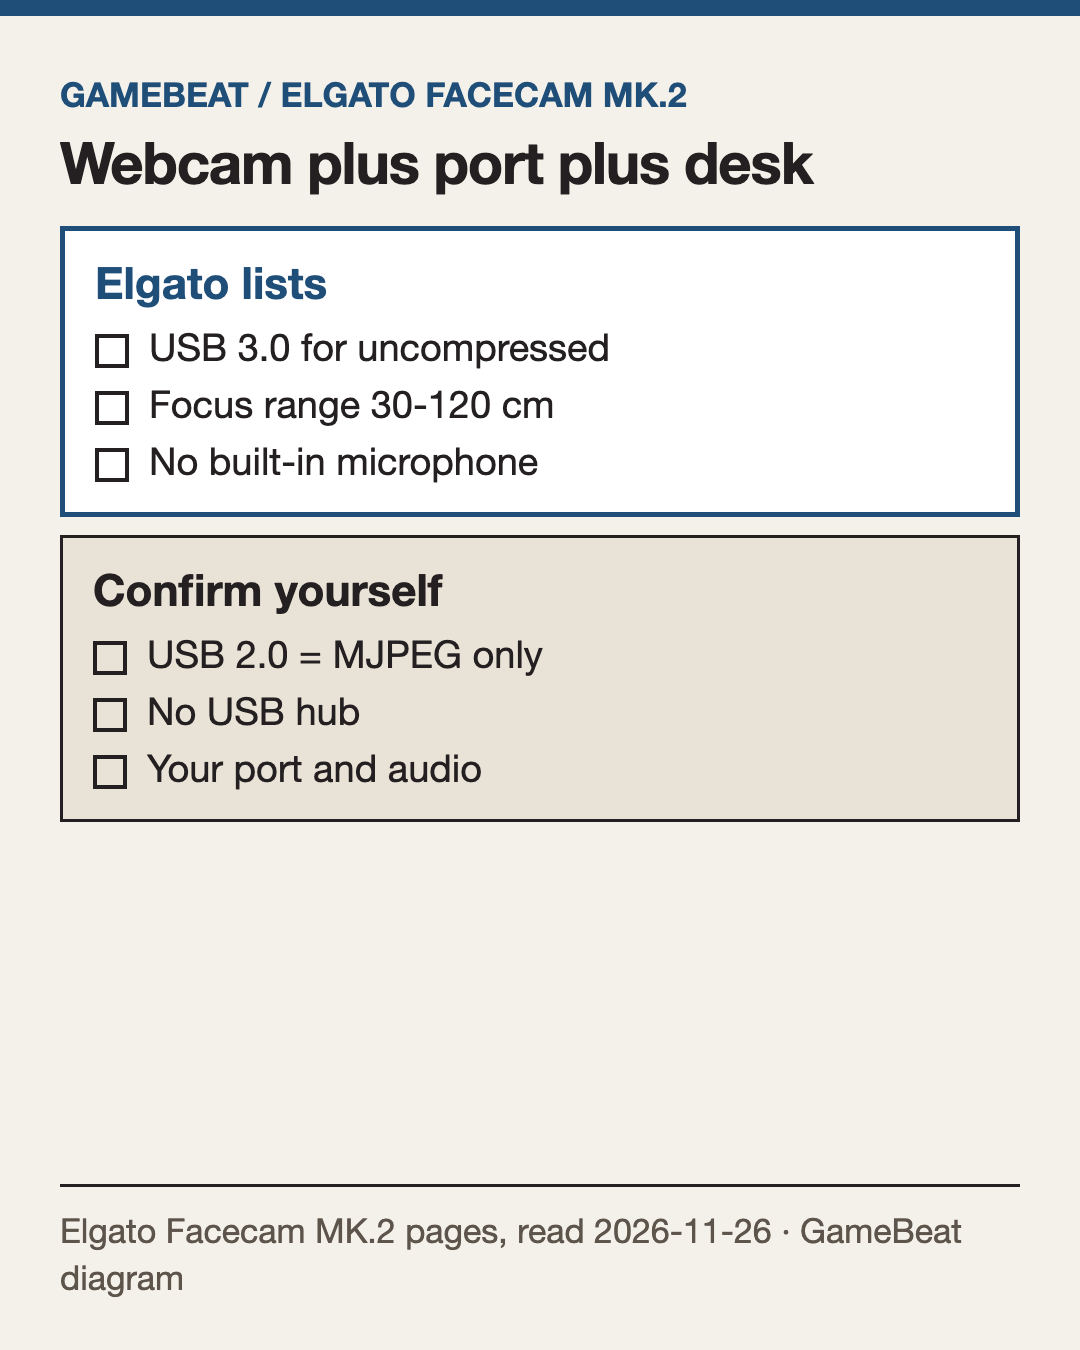 GAMEBEAT / ELGATO FACECAM MK.2
Webcam plus port plus desk
Elgato lists
USB 3.0 for uncompressed
Focus range 30-120 cm
No built-in microphone
Confirm yourself
USB 2.0 = MJPEG only
No USB hub
Your port and audio
Elgato Facecam MK.2 pages, read 2026-11-26 · GameBeat
diagram